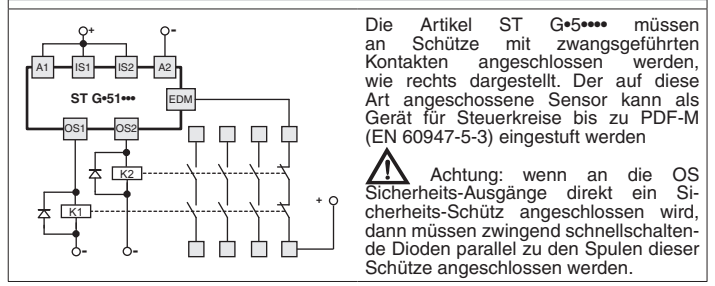 + -
A1 IS1 IS2 A2
ST G•51••• EDM
OS1 OS2
K2
K1
+
- -
Die Artikel ST G•5•••• müssen
an Schütze mit zwangsgeführten
Kontakten angeschlossen werden,
wie rechts dargestellt. Der auf diese
Art angeschossene Sensor kann als
Gerät für Steuerkreise bis zu PDF-M
(EN 60947-5-3) eingestuft werden
Achtung: wenn an die OS
Sicherheits-Ausgänge direkt ein Si-
cherheits-Schütz angeschlossen wird,
dann müssen zwingend schnellschalten-
de Dioden parallel zu den Spulen dieser
Schütze angeschlossen werden.